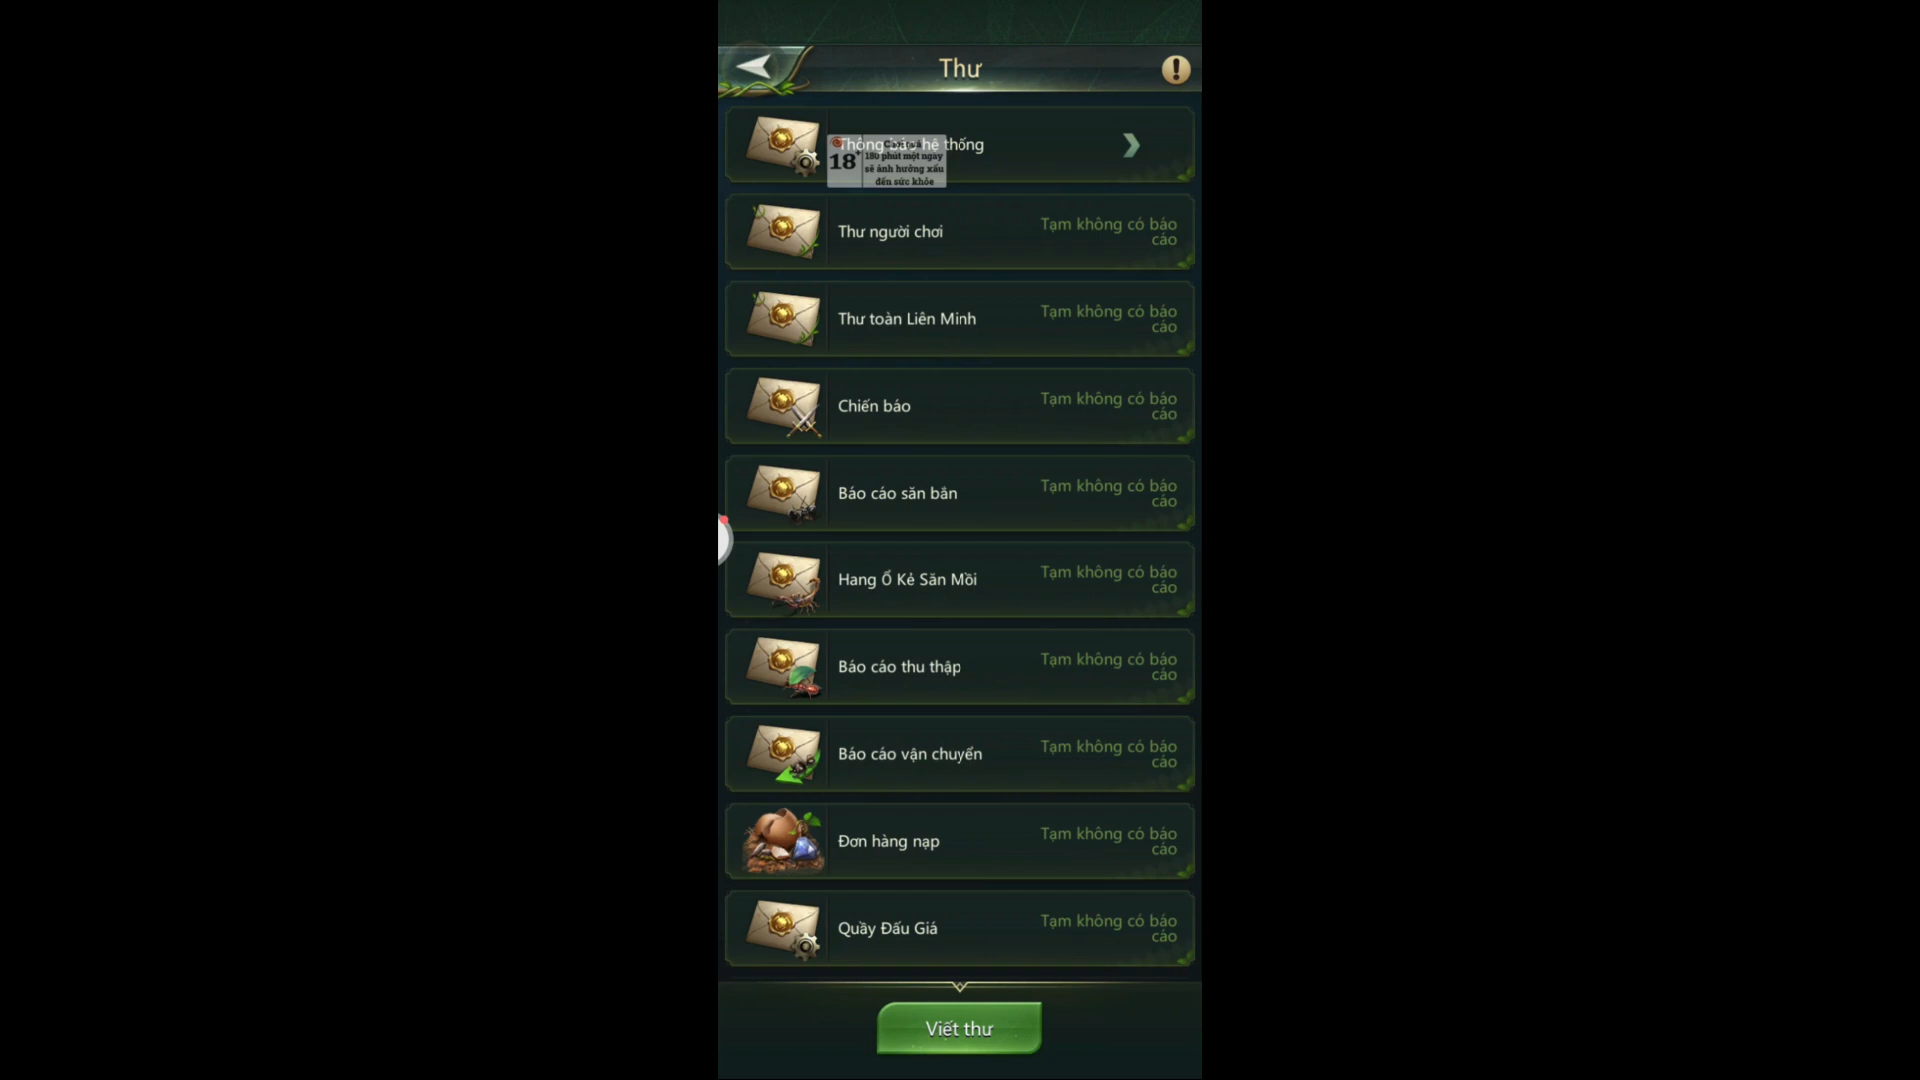 Thư
Thông báo hệ thống
18+
180 phút một ngày
sẽ ảnh hưởng xấu
đến sức khỏe
Thư người chơi
Tạm không có báo
cáo
Thư toàn Liên Minh
Tạm không có báo
cáo
Chiến báo
Tạm không có báo
cáo
Báo cáo săn bắn
Tạm không có báo
cáo
Hang Ổ Kẻ Săn Mồi
Tạm không có báo
cáo
Báo cáo thu thập
Tạm không có báo
cáo
Báo cáo vận chuyển
Tạm không có báo
cáo
Đơn hàng nạp
Tạm không có báo
cáo
Quầy Đấu Giá
Tạm không có báo
cáo
Viết thư